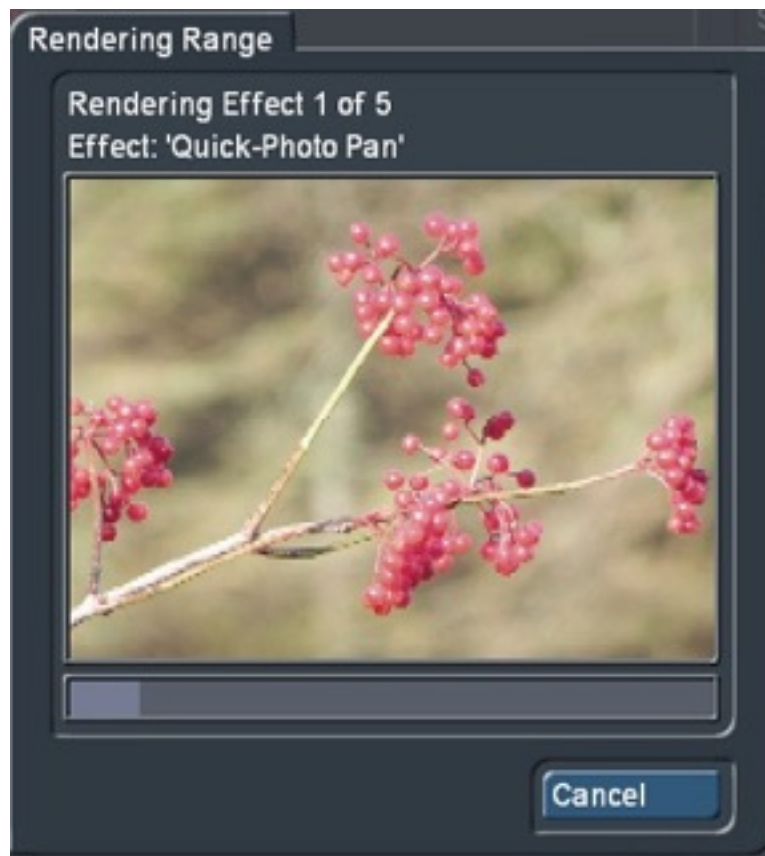 Rendering Range
Rendering Effect 1 of 5
Effect: 'Quick-Photo Pan'
Cancel